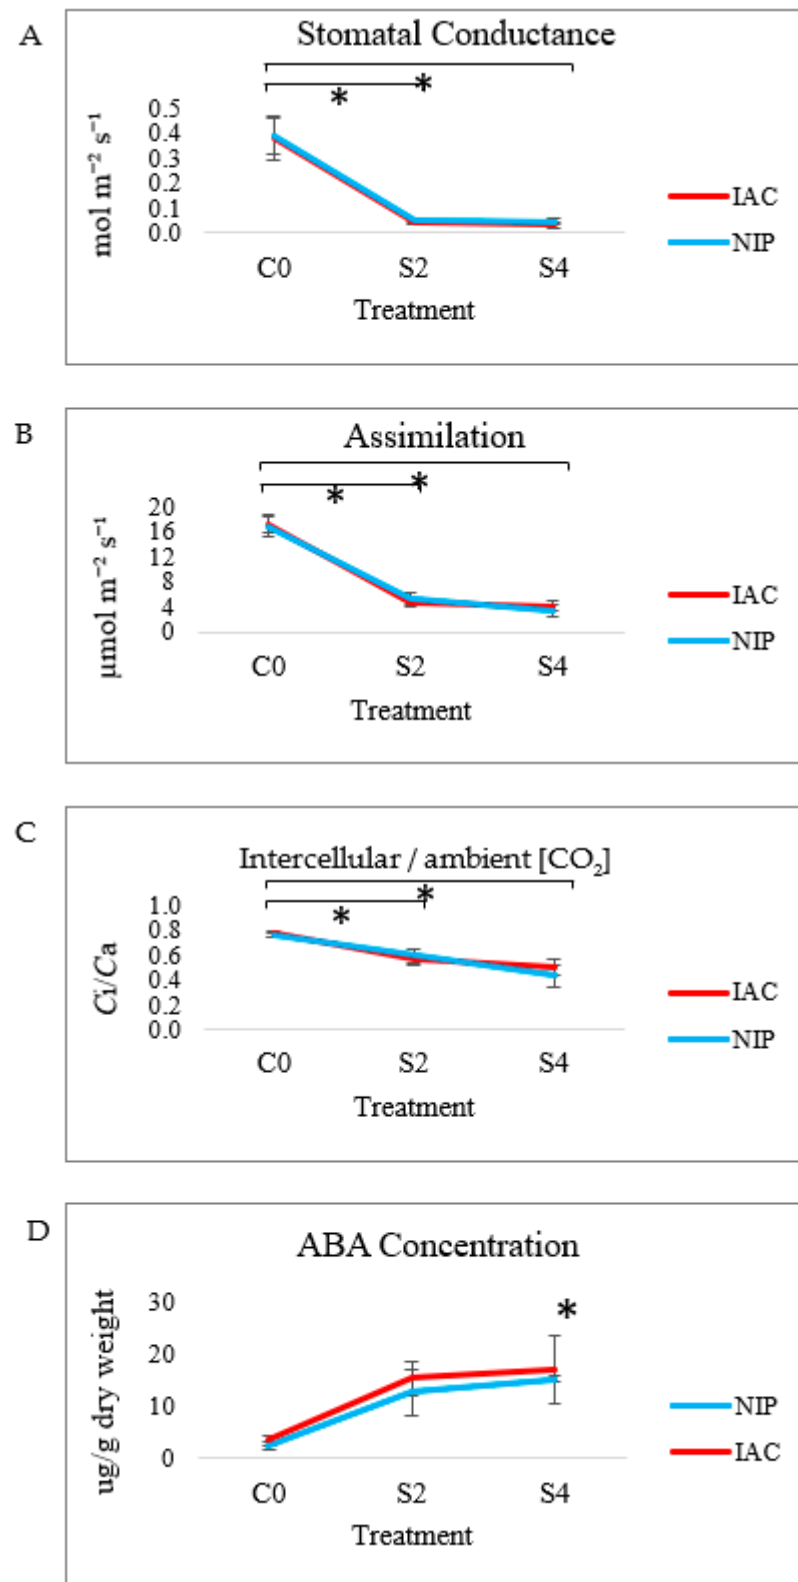 A
Stomatal Conductance
* *
mol m⁻² s⁻¹
0.5
0.4
0.3
0.2
0.1
0.0
C0 S2 S4
Treatment
IAC
NIP
B
Assimilation
* *
µmol m⁻² s⁻¹
20
16
12
8
4
0
C0 S2 S4
Treatment
IAC
NIP
C
Intercellular / ambient [CO₂]
* *
Ci/Ca
1.0
0.8
0.6
0.4
0.2
0.0
C0 S2 S4
Treatment
IAC
NIP
D
ABA Concentration
*
ug/g dry weight
30
20
10
0
C0 S2 S4
Treatment
NIP
IAC